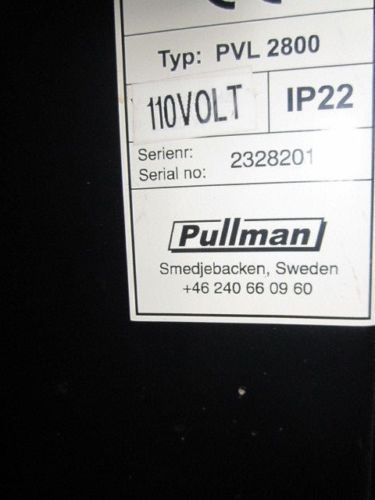 Typ: PVL 2800
110VOLT IP22
Serienr:
Serial no: 2328201
Pullman
Smedjebacken, Sweden
+46 240 66 09 60